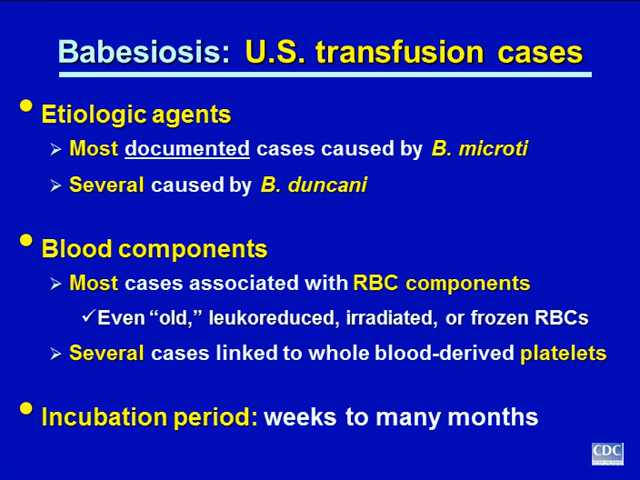 Babesiosis: U.S. transfusion cases
• Etiologic agents
➢ Most documented cases caused by B. microti
➢ Several caused by B. duncani
• Blood components
➢ Most cases associated with RBC components
✓Even “old,” leukoreduced, irradiated, or frozen RBCs
➢ Several cases linked to whole blood-derived platelets
• Incubation period: weeks to many months
CDC